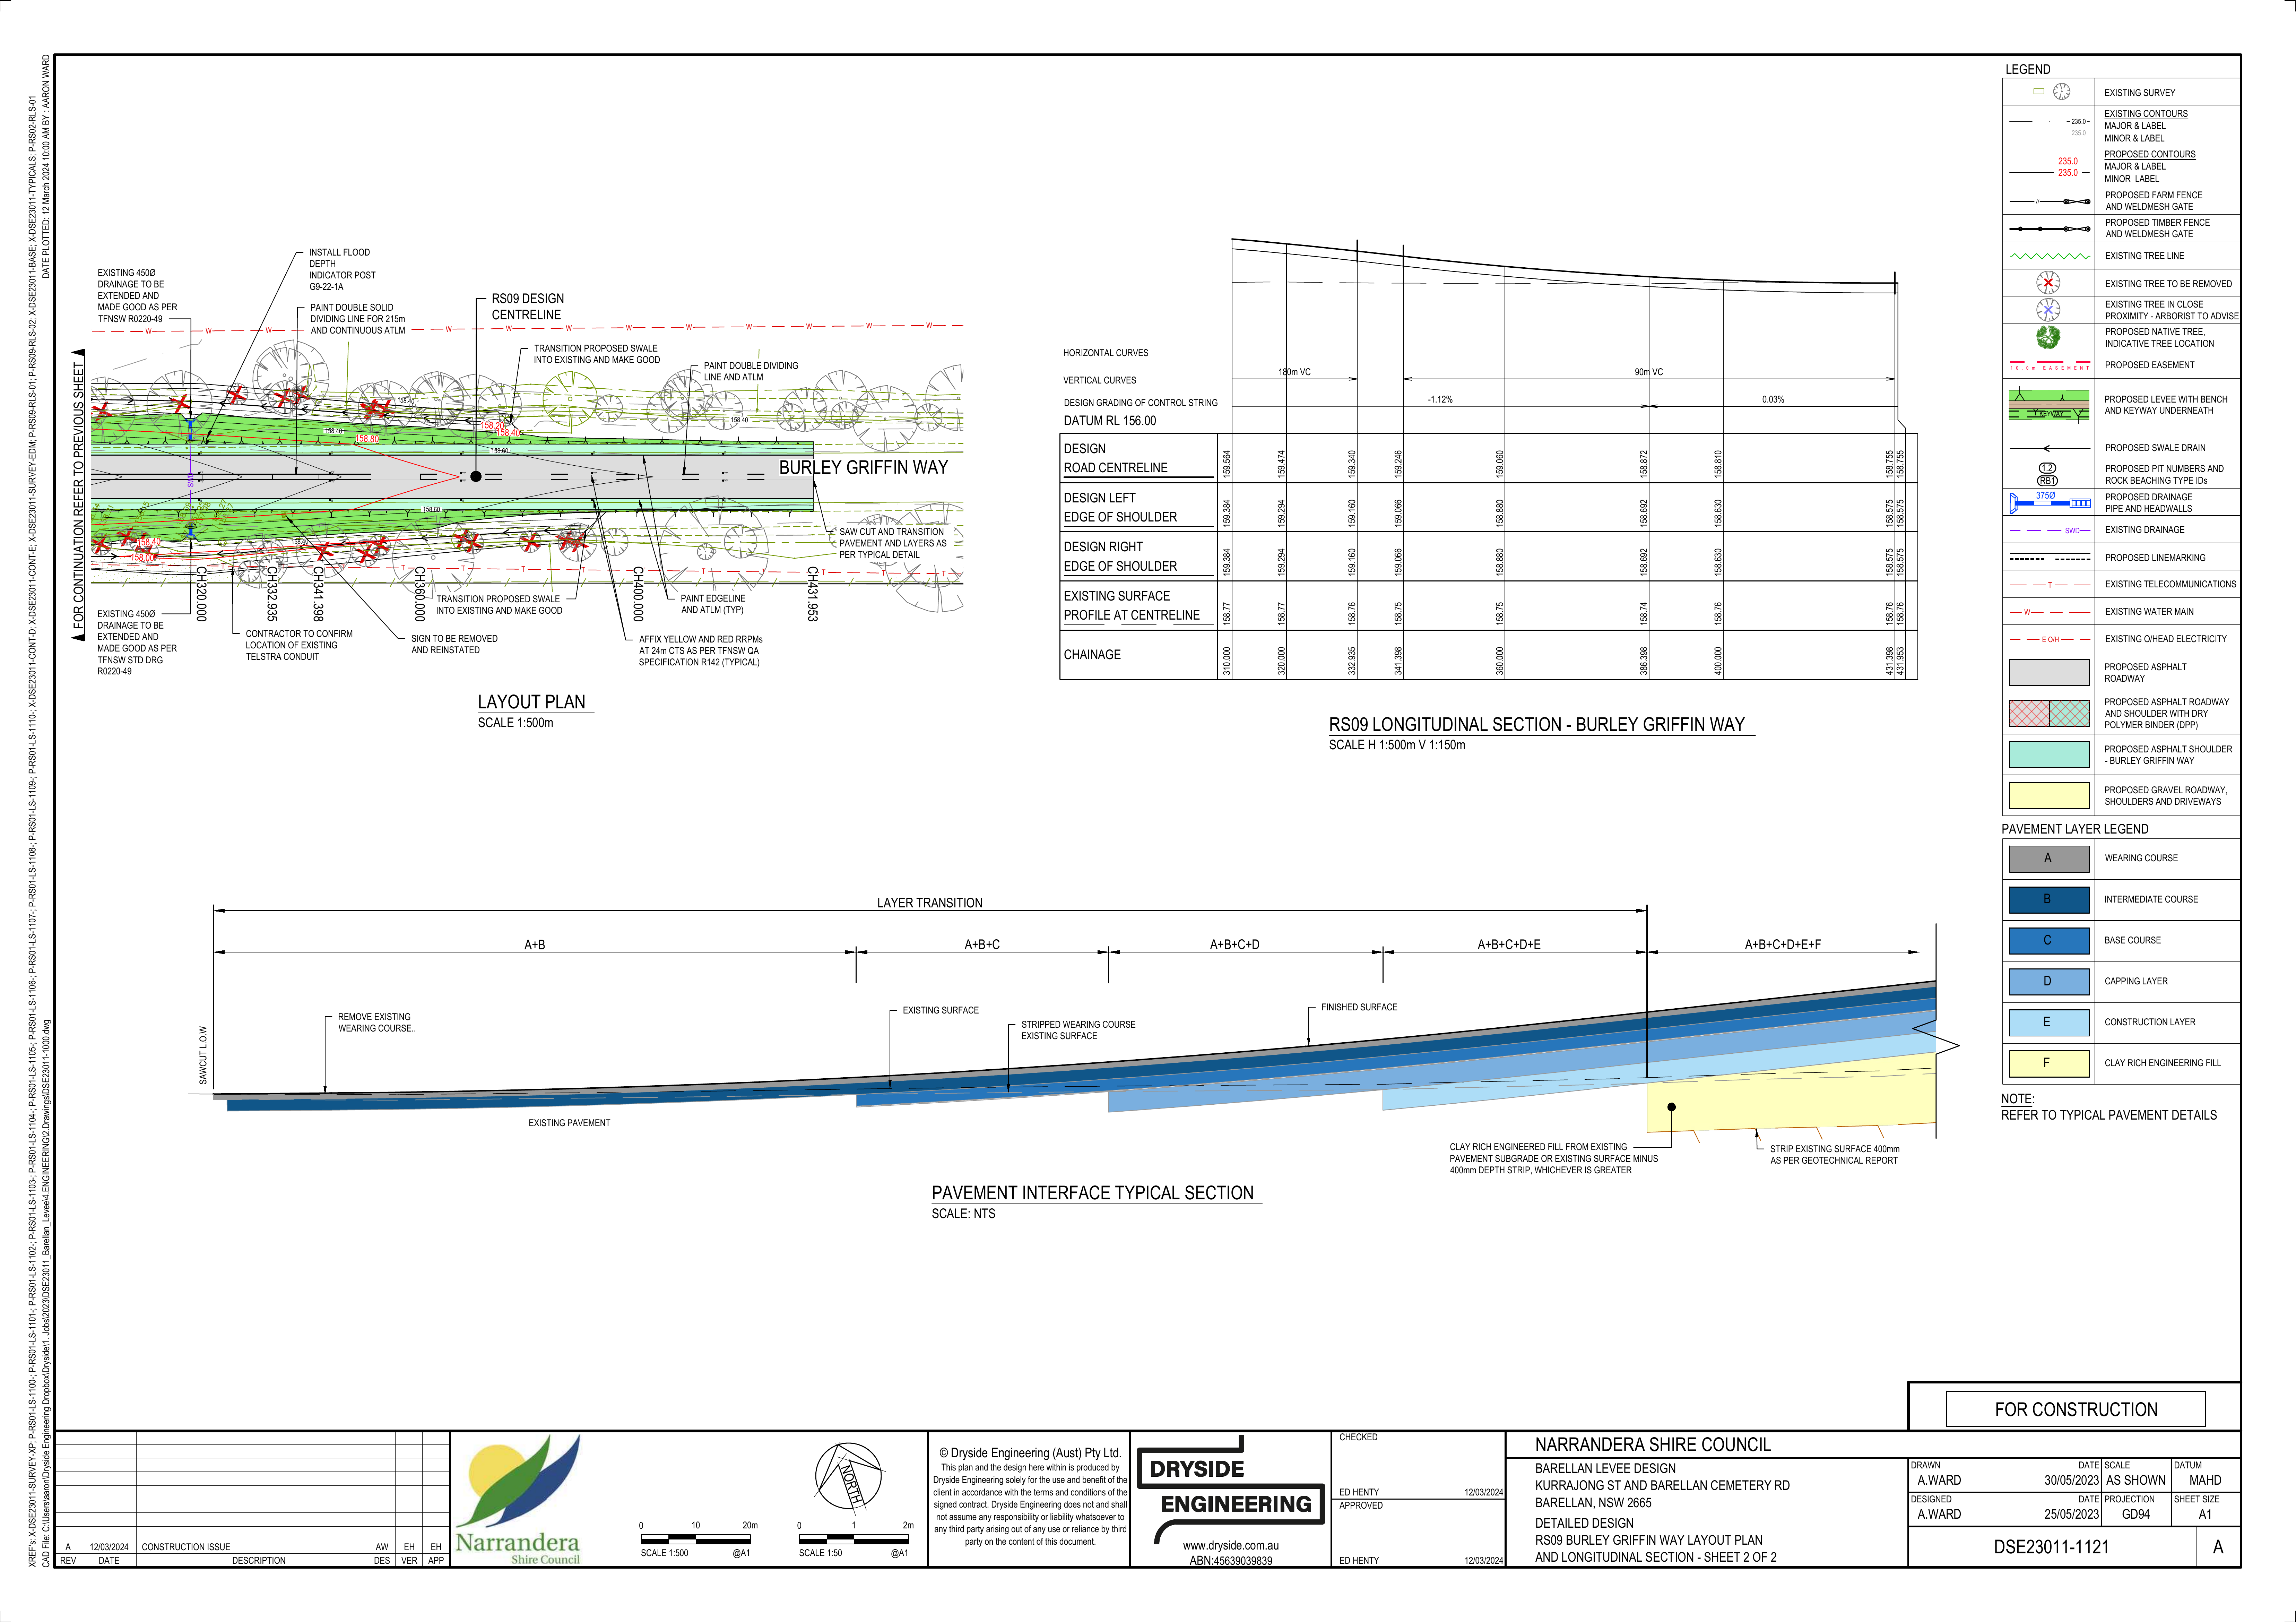 EXISTING 450Ø
DRAINAGE TO BE
EXTENDED AND
MADE GOOD AS PER
TFNSW R0220-49
INSTALL FLOOD
DEPTH
INDICATOR POST
G9-22-1A
PAINT DOUBLE SOLID
DIVIDING LINE FOR 215m
AND CONTINUOUS ATLM
RS09 DESIGN
CENTRELINE
TRANSITION PROPOSED SWALE
INTO EXISTING AND MAKE GOOD
PAINT DOUBLE DIVIDING
LINE AND ATLM
FOR CONTINUATION REFER TO PREVIOUS SHEET
BURLEY GRIFFIN WAY
158.40
158.20
158.40
158.40
158.40
158.80
158.60
158.60
158.40
158.40
158.00
SWD
SAW CUT AND TRANSITION
PAVEMENT AND LAYERS AS
PER TYPICAL DETAIL
CH320.000
CH332.935
CH341.398
CH360.000
CH400.000
CH431.953
EXISTING 450Ø
DRAINAGE TO BE
EXTENDED AND
MADE GOOD AS PER
TFNSW STD DRG
R0220-49
CONTRACTOR TO CONFIRM
LOCATION OF EXISTING
TELSTRA CONDUIT
SIGN TO BE REMOVED
AND REINSTATED
TRANSITION PROPOSED SWALE
INTO EXISTING AND MAKE GOOD
PAINT EDGELINE
AND ATLM (TYP)
AFFIX YELLOW AND RED RRPMs
AT 24m CTS AS PER TFNSW QA
SPECIFICATION R142 (TYPICAL)
LAYOUT PLAN
SCALE 1:500m
HORIZONTAL CURVES
VERTICAL CURVES 180m VC 90m VC
DESIGN GRADING OF CONTROL STRING -1.12% 0.03%
DATUM RL 156.00
DESIGN
ROAD CENTRELINE
159.564 159.474 159.340 159.246 159.060 158.872 158.810 158.755 158.755
DESIGN LEFT
EDGE OF SHOULDER
159.384 159.294 159.160 159.066 158.880 158.692 158.630 158.575 158.575
DESIGN RIGHT
EDGE OF SHOULDER
159.384 159.294 159.160 159.066 158.880 158.692 158.630 158.575 158.575
EXISTING SURFACE
PROFILE AT CENTRELINE
158.77 158.77 158.76 158.75 158.75 158.74 158.76 158.76 158.76
CHAINAGE
310.000 320.000 332.935 341.398 360.000 386.398 400.000 431.398 431.953
RS09 LONGITUDINAL SECTION - BURLEY GRIFFIN WAY
SCALE H 1:500m V 1:150m
LEGEND
EXISTING SURVEY
EXISTING CONTOURS
MAJOR & LABEL
MINOR & LABEL
235.0
235.0
PROPOSED CONTOURS
MAJOR & LABEL
MINOR LABEL
235.0
235.0
PROPOSED FARM FENCE
AND WELDMESH GATE
PROPOSED TIMBER FENCE
AND WELDMESH GATE
EXISTING TREE LINE
EXISTING TREE TO BE REMOVED
EXISTING TREE IN CLOSE
PROXIMITY - ARBORIST TO ADVISE
PROPOSED NATIVE TREE,
INDICATIVE TREE LOCATION
10.0m EASEMENT
PROPOSED EASEMENT
KEYWAY
PROPOSED LEVEE WITH BENCH
AND KEYWAY UNDERNEATH
PROPOSED SWALE DRAIN
1.2
RB1
PROPOSED PIT NUMBERS AND
ROCK BEACHING TYPE IDs
375Ø
PROPOSED DRAINAGE
PIPE AND HEADWALLS
SWD
EXISTING DRAINAGE
PROPOSED LINEMARKING
T
EXISTING TELECOMMUNICATIONS
W
EXISTING WATER MAIN
E O/H
EXISTING O/HEAD ELECTRICITY
PROPOSED ASPHALT
ROADWAY
PROPOSED ASPHALT ROADWAY
AND SHOULDER WITH DRY
POLYMER BINDER (DPP)
PROPOSED ASPHALT SHOULDER
- BURLEY GRIFFIN WAY
PROPOSED GRAVEL ROADWAY,
SHOULDERS AND DRIVEWAYS
PAVEMENT LAYER LEGEND
A WEARING COURSE
B INTERMEDIATE COURSE
C BASE COURSE
D CAPPING LAYER
E CONSTRUCTION LAYER
F CLAY RICH ENGINEERING FILL
NOTE:
REFER TO TYPICAL PAVEMENT DETAILS
LAYER TRANSITION
A+B A+B+C A+B+C+D A+B+C+D+E A+B+C+D+E+F
SAWCUT L.O.W
REMOVE EXISTING
WEARING COURSE..
EXISTING SURFACE
STRIPPED WEARING COURSE
EXISTING SURFACE
FINISHED SURFACE
EXISTING PAVEMENT
CLAY RICH ENGINEERED FILL FROM EXISTING
PAVEMENT SUBGRADE OR EXISTING SURFACE MINUS
400mm DEPTH STRIP, WHICHEVER IS GREATER
STRIP EXISTING SURFACE 400mm
AS PER GEOTECHNICAL REPORT
PAVEMENT INTERFACE TYPICAL SECTION
SCALE: NTS
FOR CONSTRUCTION
A 12/03/2024 CONSTRUCTION ISSUE AW EH EH
REV DATE DESCRIPTION DES VER APP
Narrandera
Shire Council
NORTH
0 10 20m
SCALE 1:500 @A1
0 1 2m
SCALE 1:50 @A1
© Dryside Engineering (Aust) Pty Ltd.
This plan and the design here within is produced by
Dryside Engineering solely for the use and benefit of the
client in accordance with the terms and conditions of the
signed contract. Dryside Engineering does not and shall
not assume any responsibility or liability whatsoever to
any third party arising out of any use or reliance by third
party on the content of this document.
DRYSIDE
ENGINEERING
www.dryside.com.au
ABN:45639039839
CHECKED
ED HENTY 12/03/2024
APPROVED
ED HENTY 12/03/2024
NARRANDERA SHIRE COUNCIL
BARELLAN LEVEE DESIGN
KURRAJONG ST AND BARELLAN CEMETERY RD
BARELLAN, NSW 2665
DETAILED DESIGN
RS09 BURLEY GRIFFIN WAY LAYOUT PLAN
AND LONGITUDINAL SECTION - SHEET 2 OF 2
DRAWN DATE SCALE DATUM
A.WARD 30/05/2023 AS SHOWN MAHD
DESIGNED DATE PROJECTION SHEET SIZE
A.WARD 25/05/2023 GD94 A1
DSE23011-1121 A
XREF's: X-DSE23011-SURVEY-XP; P-RS01-LS-1100-; P-RS01-LS-1101-; P-RS01-LS-1102-; P-RS01-LS-1103-; P-RS01-LS-1104-; P-RS01-LS-1105-; P-RS01-LS-1106-; P-RS01-LS-1107-; P-RS01-LS-1108-; P-RS01-LS-1109-; P-RS01-LS-1110-; X-DSE23011-CONT-D; X-DSE23011-CONT-E; X-DSE23011-CONT-C; X-DSE23011-SURVEY-EDM; P-RS09-RLS-01; P-RS09-RLS-02; X-DSE23011-BASE; X-DSE23011-TYPICALS; P-RS02-RLS-01
CAD File: C:\Users\aaron\Dryside Engineering Dropbox\Dryside\1. Jobs\2023\DSE23011_Barellan_Levee\4.ENGINEERING\2.Drawings\DSE23011-1000.dwg
DATE PLOTTED: 12 March 2024 10:00 AM BY : AARON WARD